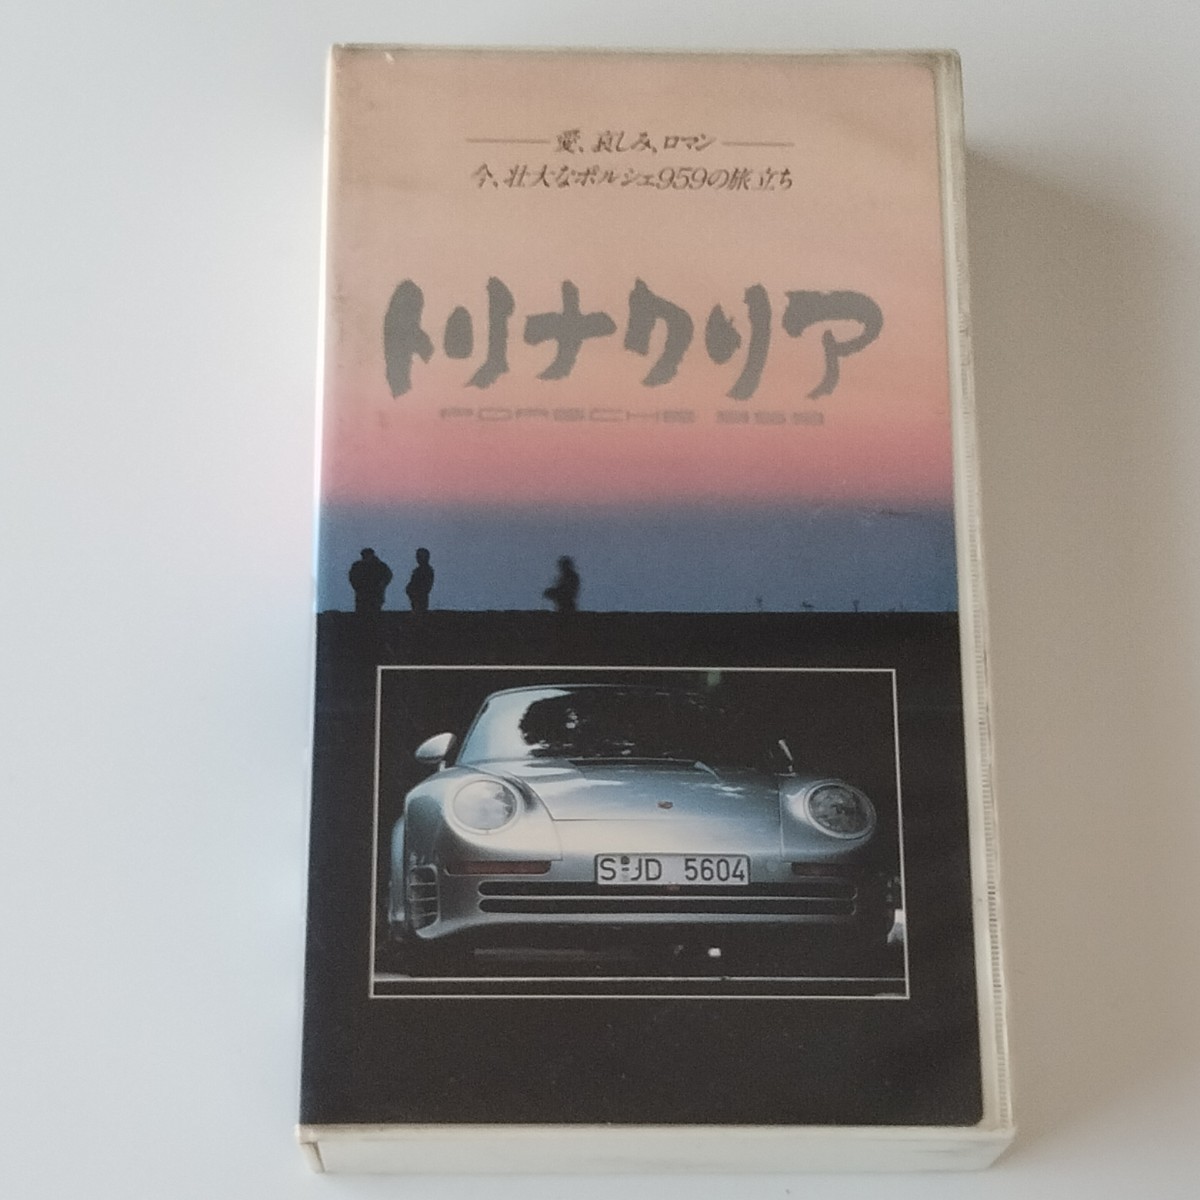 愛、哀しみ、ロマン
今、壮大なポルシェ959の旅立ち
トリナクリア
PORSCHE 959
S JD 5604